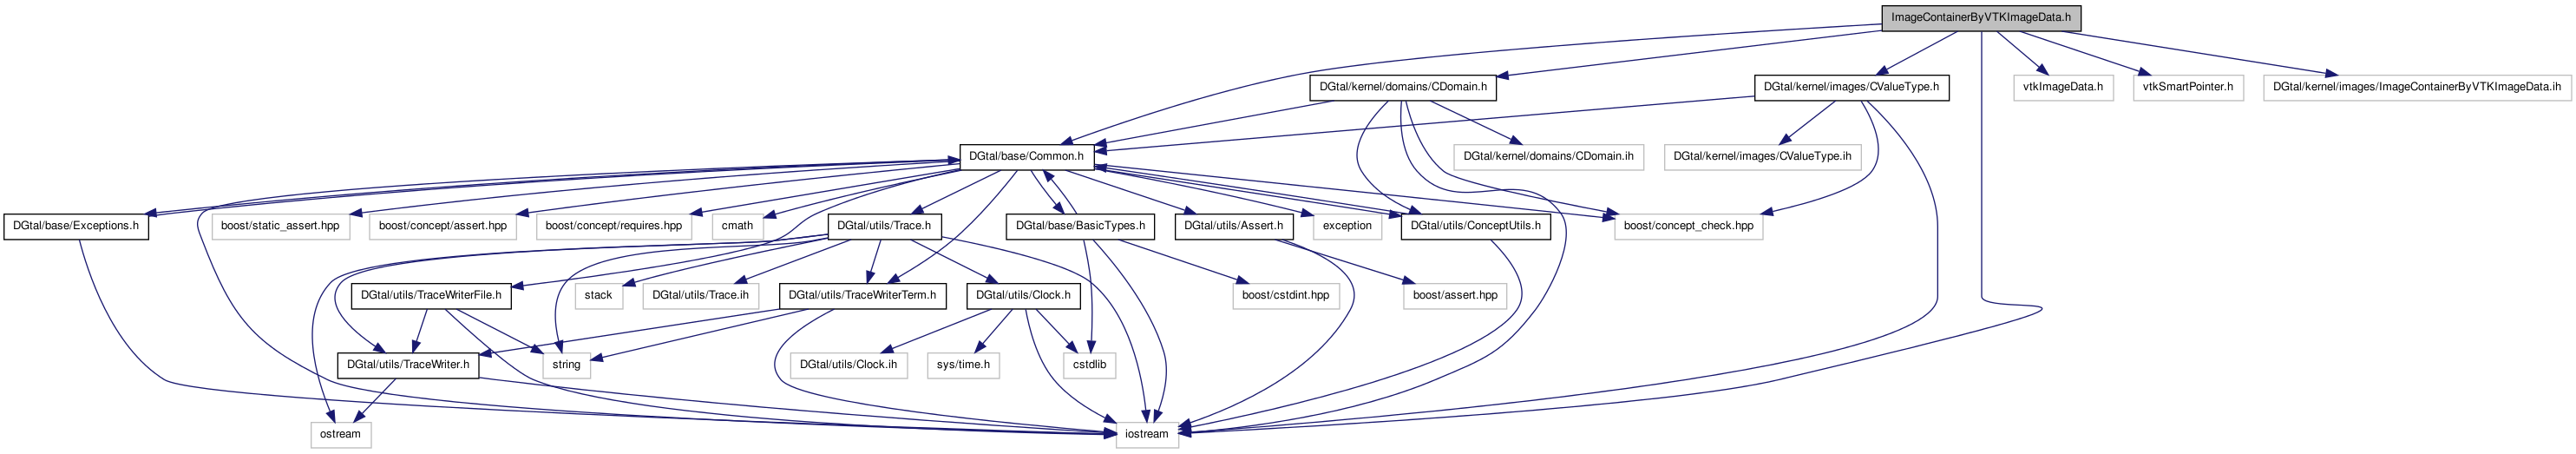 ImageContainerByVTKImageData.h
DGtal/kernel/domains/CDomain.h
DGtal/kernel/images/CValueType.h
vtkImageData.h
vtkSmartPointer.h
DGtal/kernel/images/ImageContainerByVTKImageData.ih
DGtal/base/Common.h
DGtal/kernel/domains/CDomain.ih
DGtal/kernel/images/CValueType.ih
DGtal/base/Exceptions.h
boost/static_assert.hpp
boost/concept/assert.hpp
boost/concept/requires.hpp
cmath
DGtal/utils/Trace.h
DGtal/base/BasicTypes.h
DGtal/utils/Assert.h
exception
DGtal/utils/ConceptUtils.h
boost/concept_check.hpp
DGtal/utils/TraceWriterFile.h
stack
DGtal/utils/Trace.ih
DGtal/utils/TraceWriterTerm.h
DGtal/utils/Clock.h
boost/cstdint.hpp
boost/assert.hpp
DGtal/utils/TraceWriter.h
string
DGtal/utils/Clock.ih
sys/time.h
cstdlib
ostream
iostream